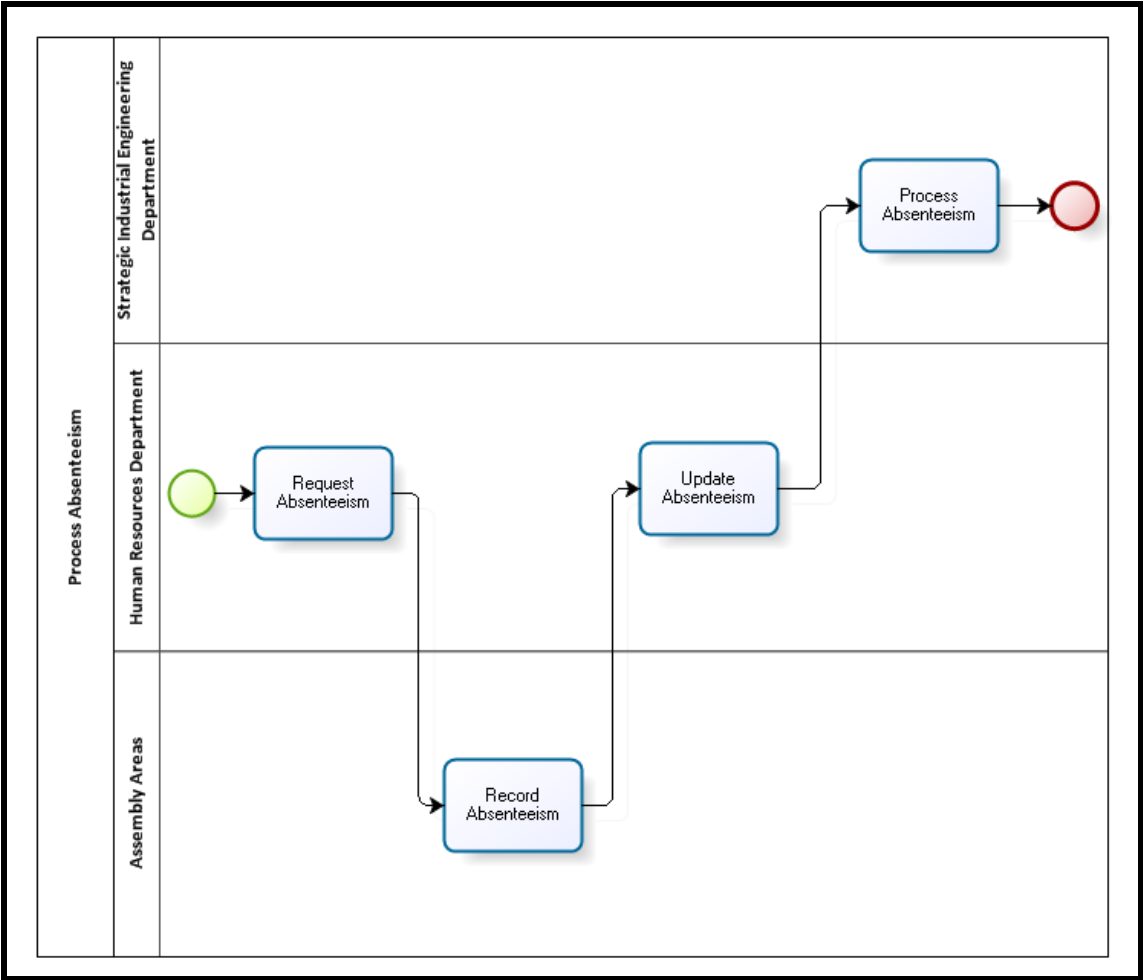 Process Absenteeism
Strategic Industrial Engineering
Department
Process
Absenteeism
Human Resources Department
Request
Absenteeism
Update
Absenteeism
Assembly Areas
Record
Absenteeism